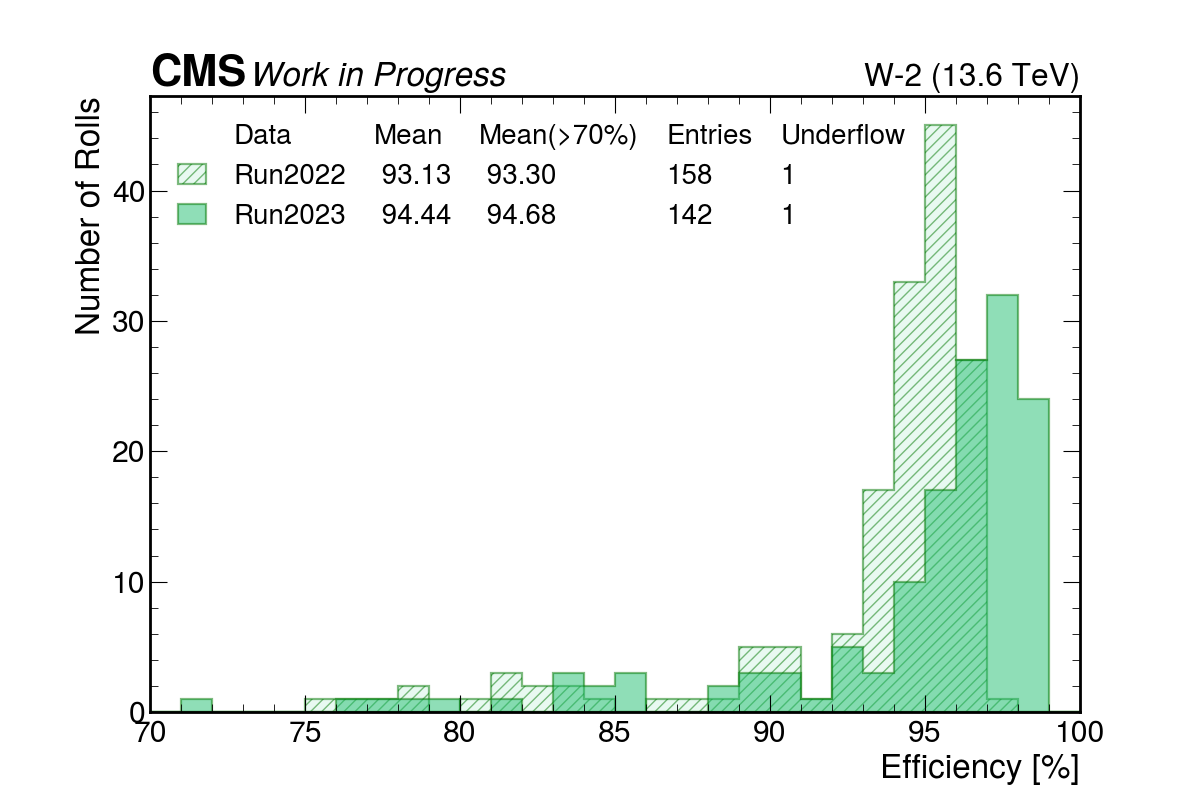 CMS Work in Progress W-2 (13.6 TeV)
Number of Rolls
Data Mean Mean(>70%) Entries Underflow
Run2022 93.13 93.30 158 1
Run2023 94.44 94.68 142 1
40
30
20
10
0
70 75 80 85 90 95 100
Efficiency [%]